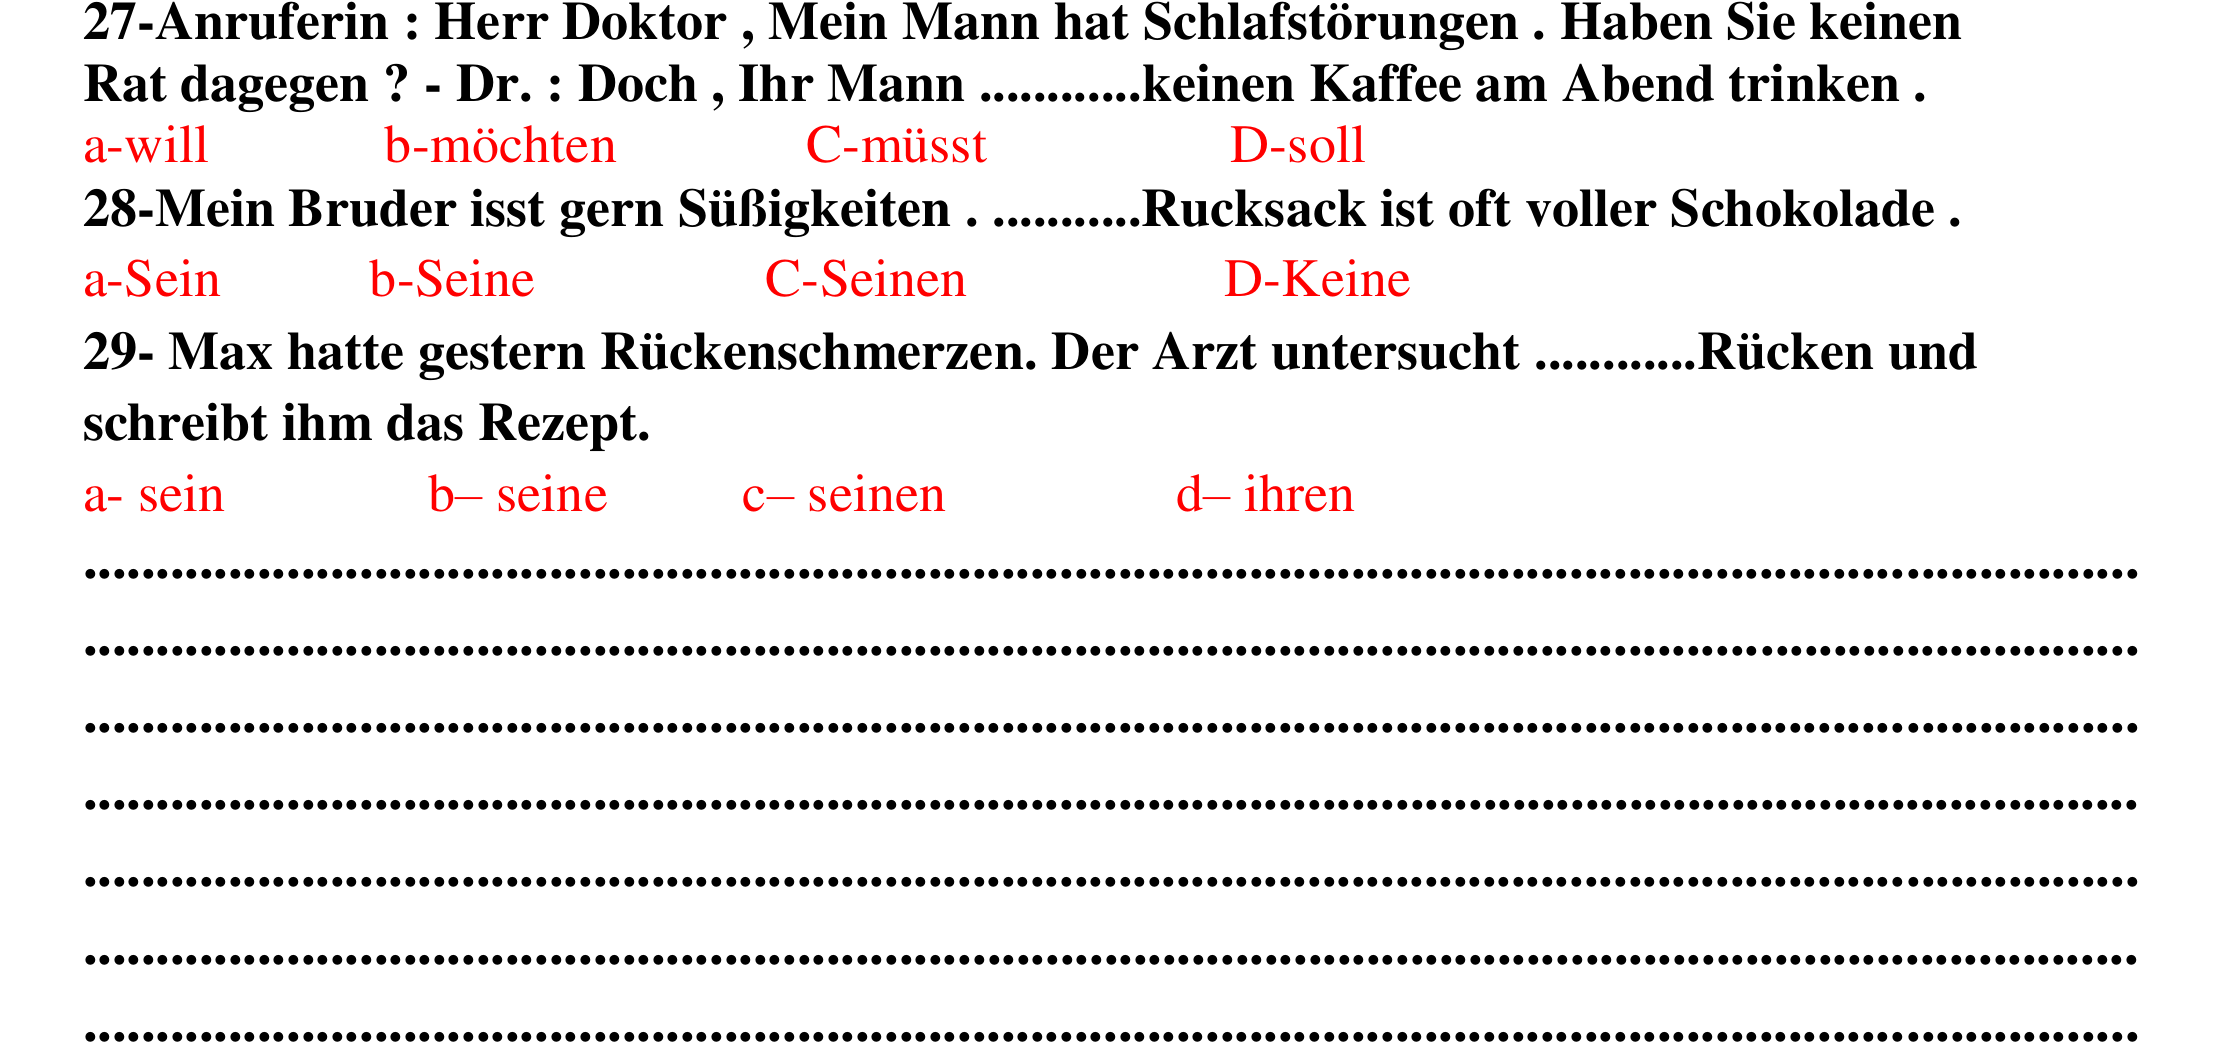 27-Anruferin : Herr Doktor , Mein Mann hat Schlafstörungen . Haben Sie keinen
Rat dagegen ? - Dr. : Doch , Ihr Mann ............keinen Kaffee am Abend trinken .
a-will b-möchten C-müsst D-soll
28-Mein Bruder isst gern Süßigkeiten . ...........Rucksack ist oft voller Schokolade .
a-Sein b-Seine C-Seinen D-Keine
29- Max hatte gestern Rückenschmerzen. Der Arzt untersucht ............Rücken und
schreibt ihm das Rezept.
a- sein b– seine c– seinen d– ihren
.............................................................................................................................................
.............................................................................................................................................
.............................................................................................................................................
.............................................................................................................................................
.............................................................................................................................................
.............................................................................................................................................
.............................................................................................................................................